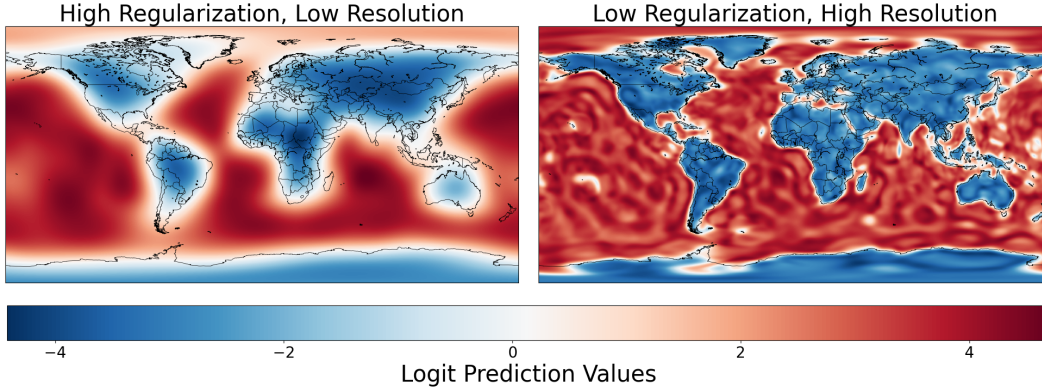 High Regularization, Low Resolution
Low Regularization, High Resolution
−4 −2 0 2 4
Logit Prediction Values